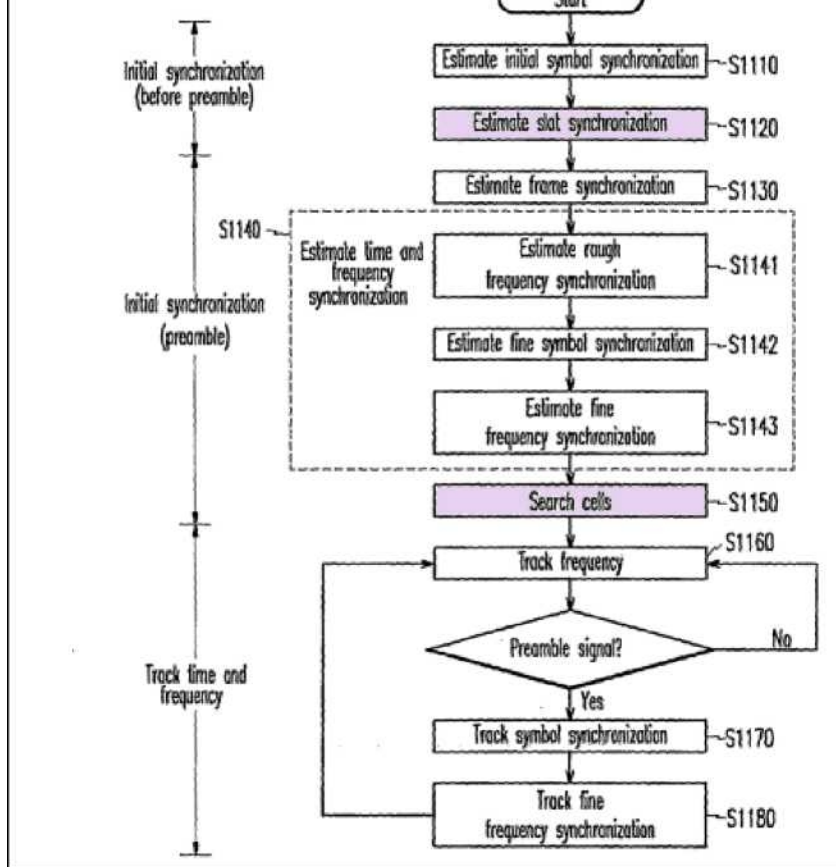 Start
Initial synchronization
(before preamble)
Estimate initial symbol synchronization
S1110
Estimate slot synchronization
S1120
Estimate frame synchronization
S1130
S1140
Estimate time and
frequency
synchronization
Estimate rough
frequency synchronization
S1141
Initial synchronization
(preamble)
Estimate fine symbol synchronization
S1142
Estimate fine
frequency synchronization
S1143
Search cells
S1150
Track frequency
S1160
Preamble signal?
No
Yes
Track time and
frequency
Track symbol synchronization
S1170
Track fine
frequency synchronization
S1180